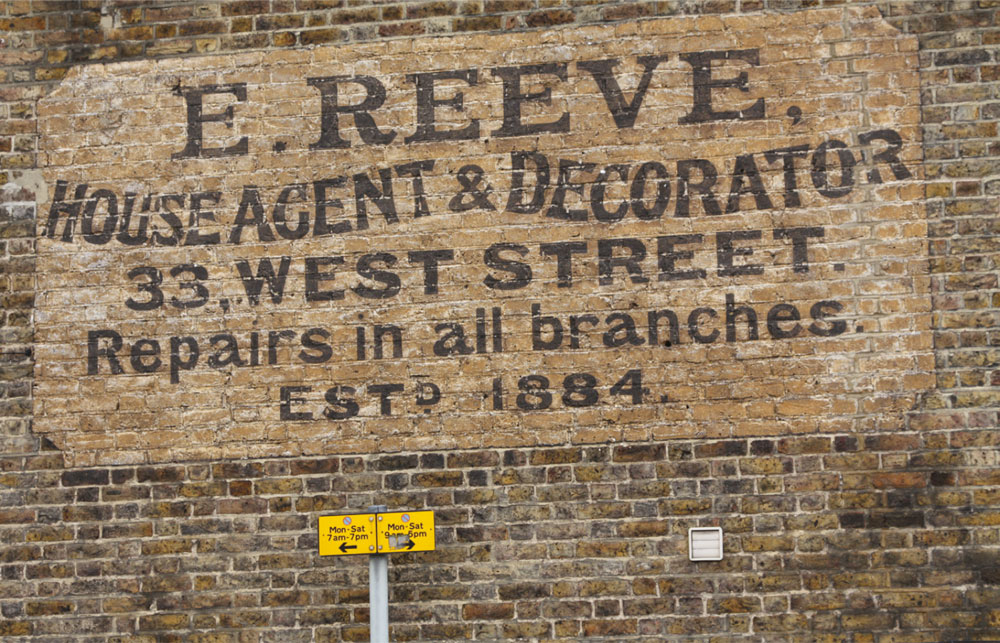 E. REEVE,
HOUSE AGENT & DECORATOR
33, WEST STREET.
Repairs in all branches.
ESTD 1884.
Mon-Sat
7am-7pm
Mon-Sat
9am-6pm